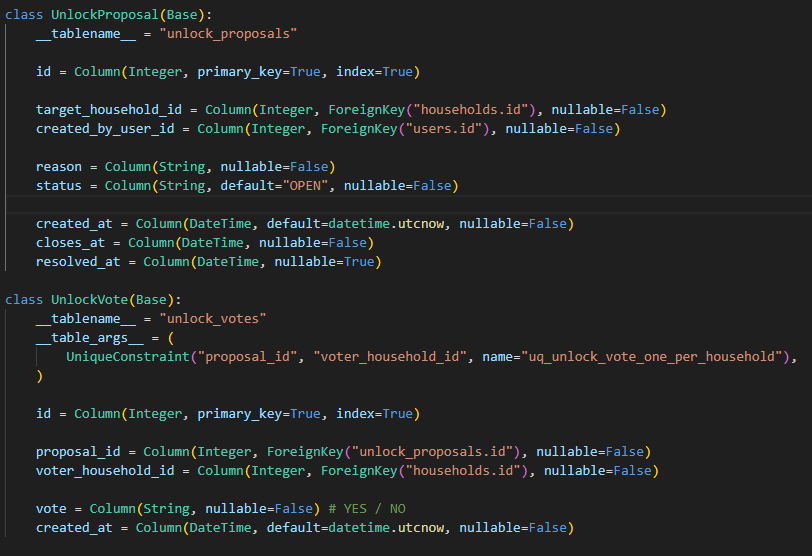 class UnlockProposal(Base):
    __tablename__ = "unlock_proposals"
    id = Column(Integer, primary_key=True, index=True)
    target_household_id = Column(Integer, ForeignKey("households.id"), nullable=False)
    created_by_user_id = Column(Integer, ForeignKey("users.id"), nullable=False)
    reason = Column(String, nullable=False)
    status = Column(String, default="OPEN", nullable=False)
    created_at = Column(DateTime, default=datetime.utcnow, nullable=False)
    closes_at = Column(DateTime, nullable=False)
    resolved_at = Column(DateTime, nullable=True)
class UnlockVote(Base):
    __tablename__ = "unlock_votes"
    __table_args__ = (
        UniqueConstraint("proposal_id", "voter_household_id", name="uq_unlock_vote_one_per_household"),
    )
    id = Column(Integer, primary_key=True, index=True)
    proposal_id = Column(Integer, ForeignKey("unlock_proposals.id"), nullable=False)
    voter_household_id = Column(Integer, ForeignKey("households.id"), nullable=False)
    vote = Column(String, nullable=False) # YES / NO
    created_at = Column(DateTime, default=datetime.utcnow, nullable=False)